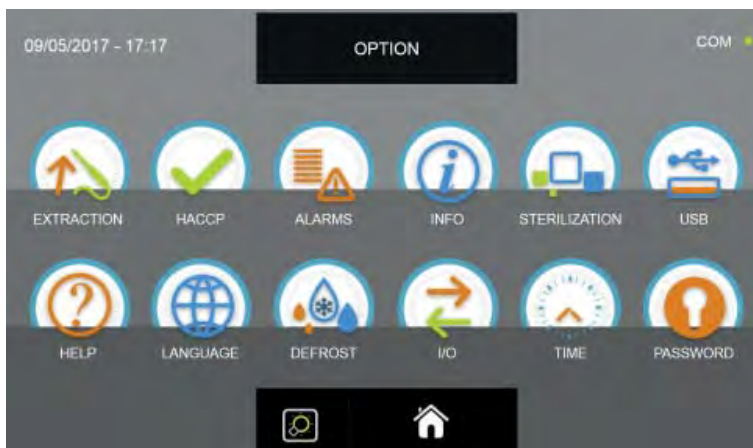 09/05/2017 - 17:17 OPTION COM
EXTRACTION HACCP ALARMS INFO STERILIZATION USB
HELP LANGUAGE DEFROST I/O TIME PASSWORD